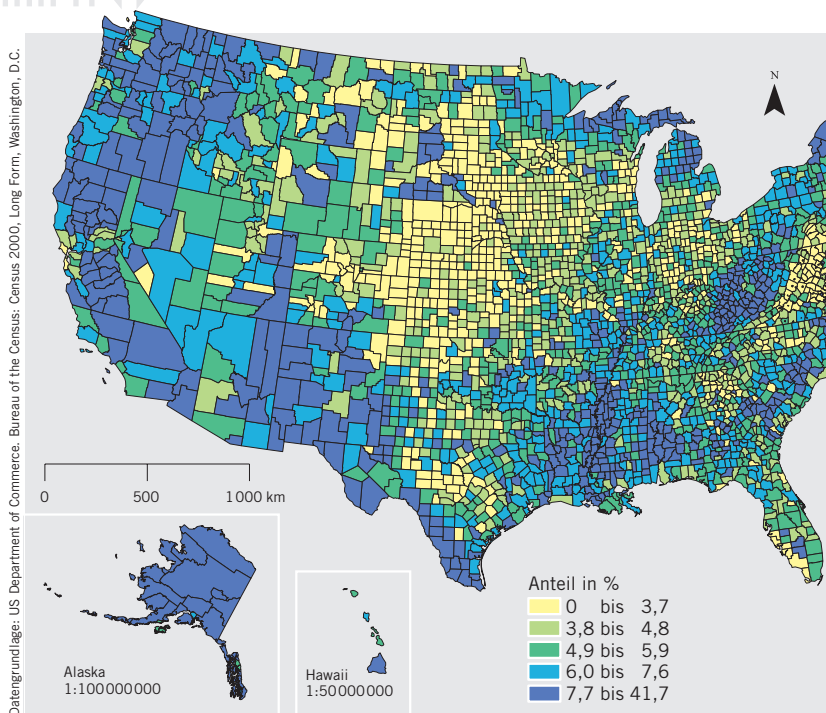 Datengrundlage: US Department of Commerce. Bureau of the Census: Census 2000, Long Form, Washington, D.C.
N
0 500 1000 km
Alaska
1:100000000
Hawaii
1:50000000
Anteil in %
0 bis 3,7
3,8 bis 4,8
4,9 bis 5,9
6,0 bis 7,6
7,7 bis 41,7